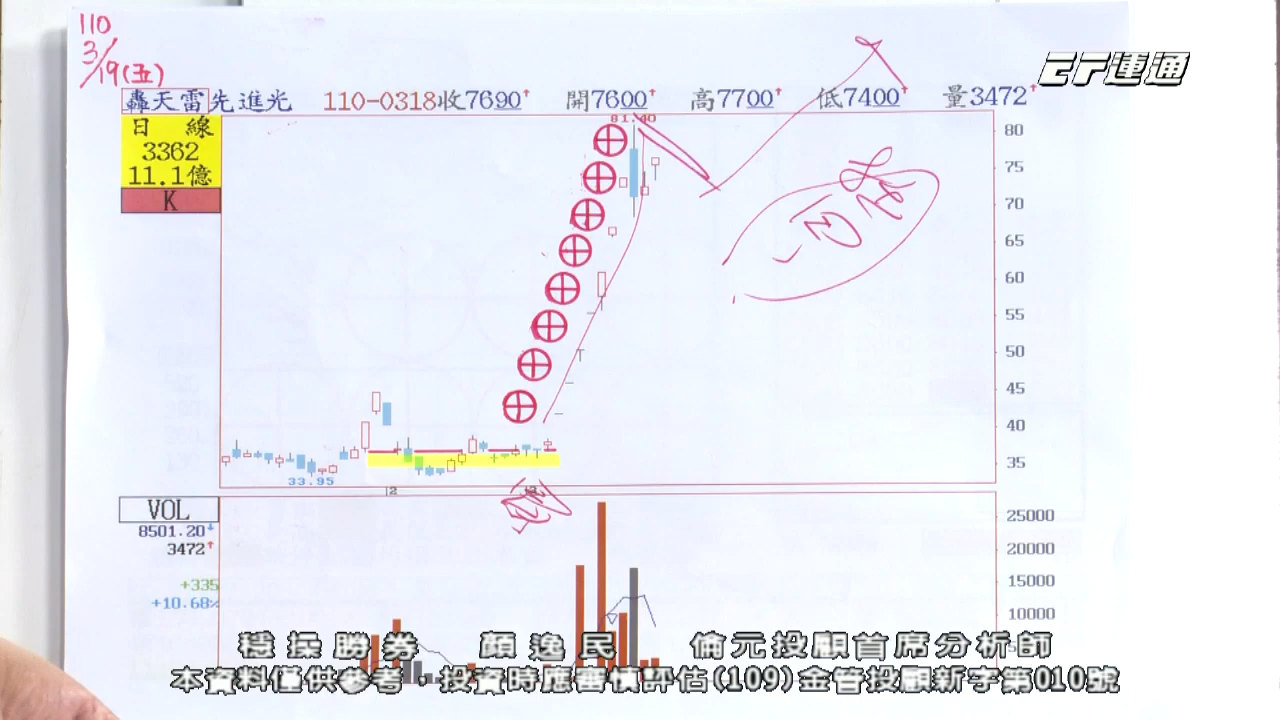 110
3/19(五)
CT運通
轟天雷先進光 110-0318收7690↑ 開7600↑ 高7700↑ 低7400↑ 量3472↑
日 線
3362
11.1億
K
81.40
80
75
70
65
60
55
50
45
40
35
33.95
12
VOL
8501.20↓
3472↑
+335
+10.68%
25000
20000
15000
10000
穩操勝券 顏逸民 倫元投顧首席分析師
本資料僅供參考，投資時應審慎評估(109)金管投顧新字第010號